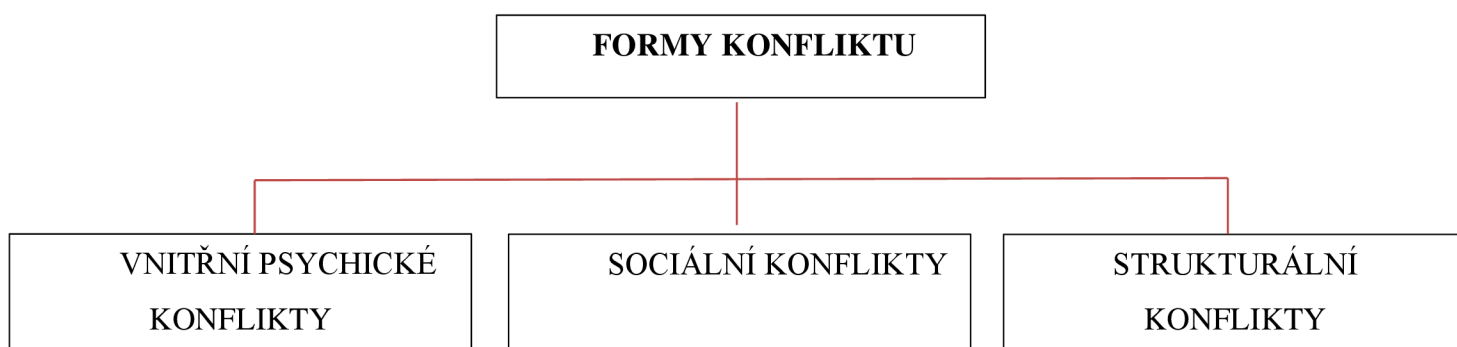 FORMY KONFLIKTU
VNITŘNÍ PSYCHICKÉ
KONFLIKTY
SOCIÁLNÍ KONFLIKTY
STRUKTURÁLNÍ
KONFLIKTY